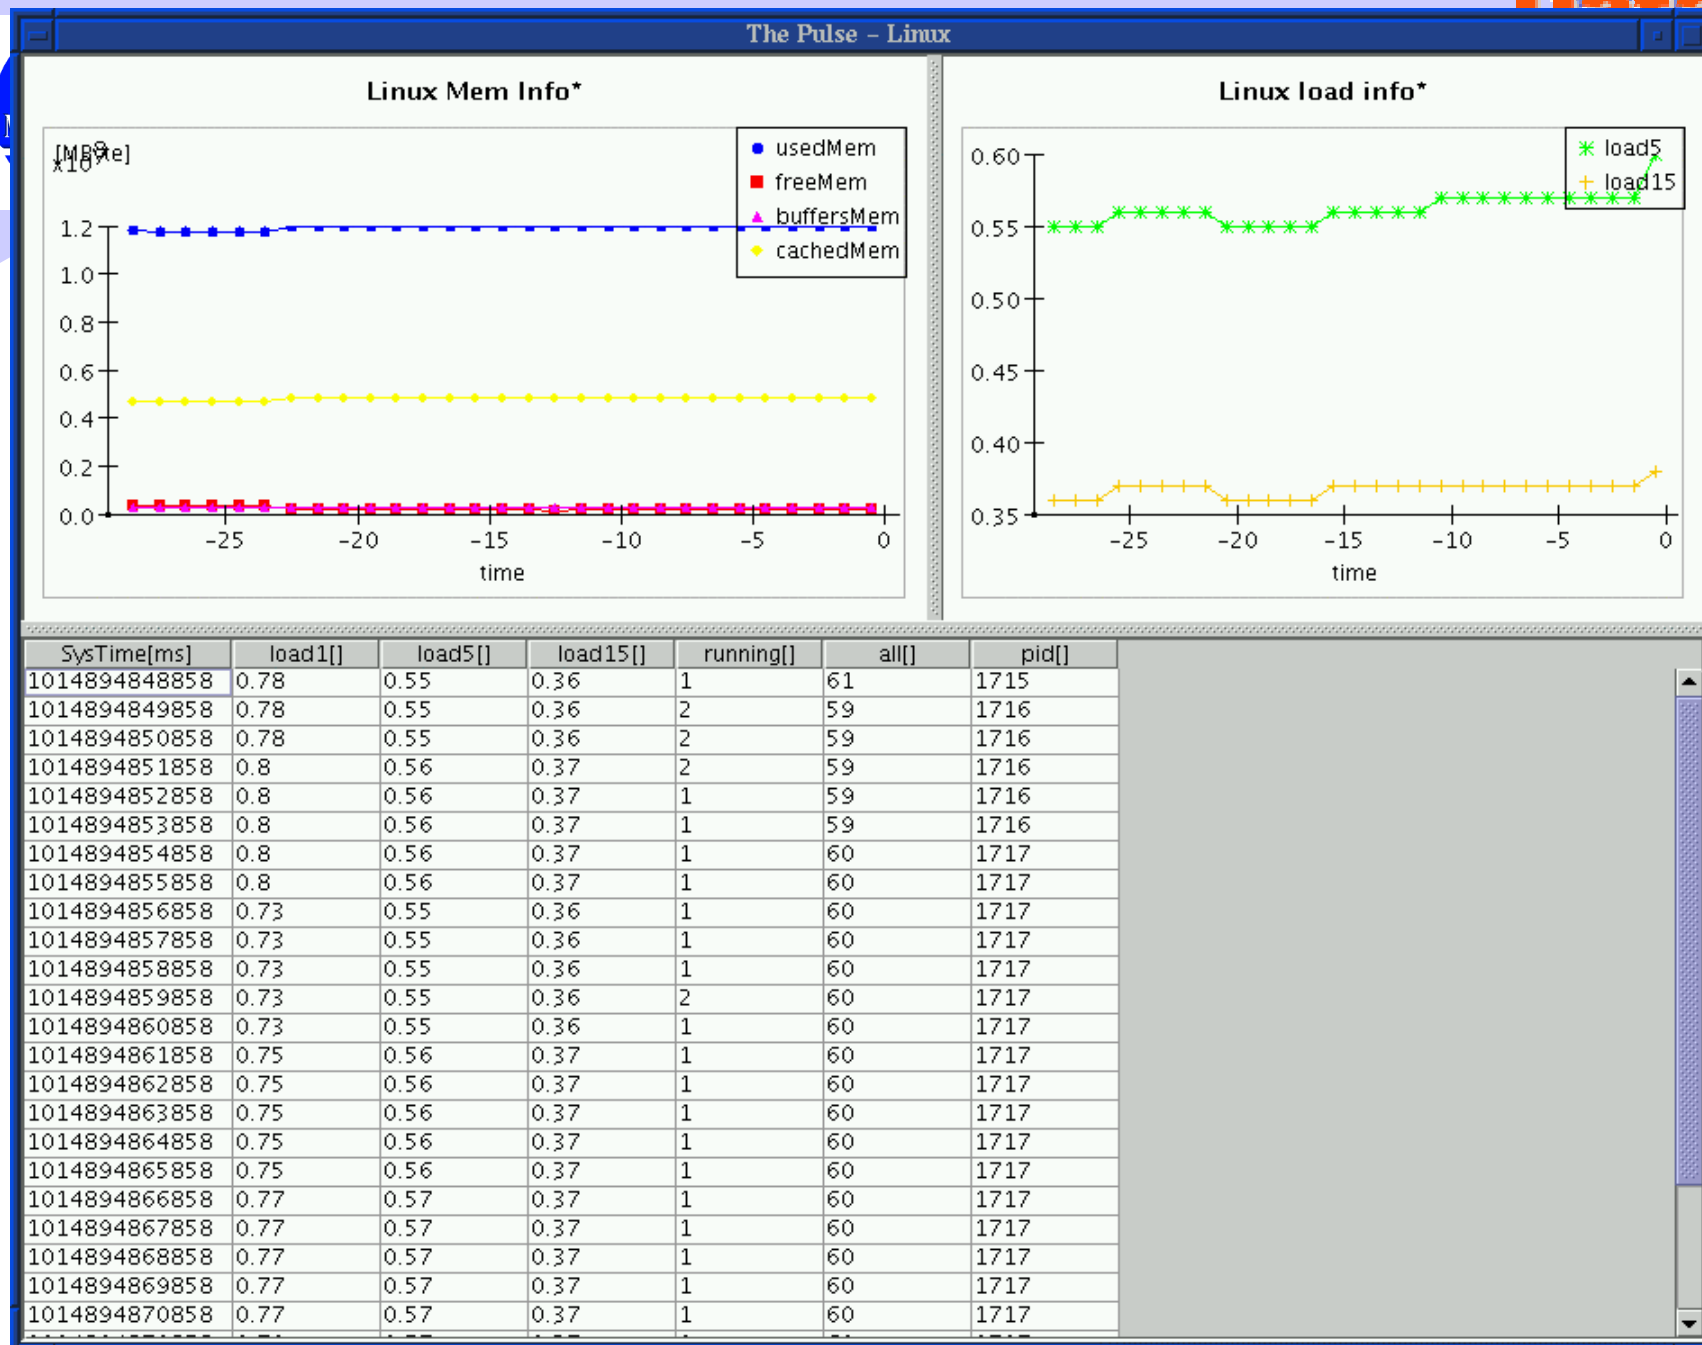 The Pulse – Linux
Linux Mem Info*
[MByte]
usedMem
freeMem
buffersMem
cachedMem
1.2
1.0
0.8
0.6
0.4
0.2
0.0
-25 -20 -15 -10 -5 0
time
Linux load info*
load5
load15
0.60
0.55
0.50
0.45
0.40
0.35
-25 -20 -15 -10 -5 0
time
SysTime[ms] load1[] load5[] load15[] running[] all[] pid[]
1014894848858 0.78 0.55 0.36 1 61 1715
1014894849858 0.78 0.55 0.36 2 59 1716
1014894850858 0.78 0.55 0.36 2 59 1716
1014894851858 0.8 0.56 0.37 2 59 1716
1014894852858 0.8 0.56 0.37 1 59 1716
1014894853858 0.8 0.56 0.37 1 59 1716
1014894854858 0.8 0.56 0.37 1 60 1717
1014894855858 0.8 0.56 0.37 1 60 1717
1014894856858 0.73 0.55 0.36 1 60 1717
1014894857858 0.73 0.55 0.36 1 60 1717
1014894858858 0.73 0.55 0.36 1 60 1717
1014894859858 0.73 0.55 0.36 2 60 1717
1014894860858 0.73 0.55 0.36 1 60 1717
1014894861858 0.75 0.56 0.37 1 60 1717
1014894862858 0.75 0.56 0.37 1 60 1717
1014894863858 0.75 0.56 0.37 1 60 1717
1014894864858 0.75 0.56 0.37 1 60 1717
1014894865858 0.75 0.56 0.37 1 60 1717
1014894866858 0.77 0.57 0.37 1 60 1717
1014894867858 0.77 0.57 0.37 1 60 1717
1014894868858 0.77 0.57 0.37 1 60 1717
1014894869858 0.77 0.57 0.37 1 60 1717
1014894870858 0.77 0.57 0.37 1 60 1717